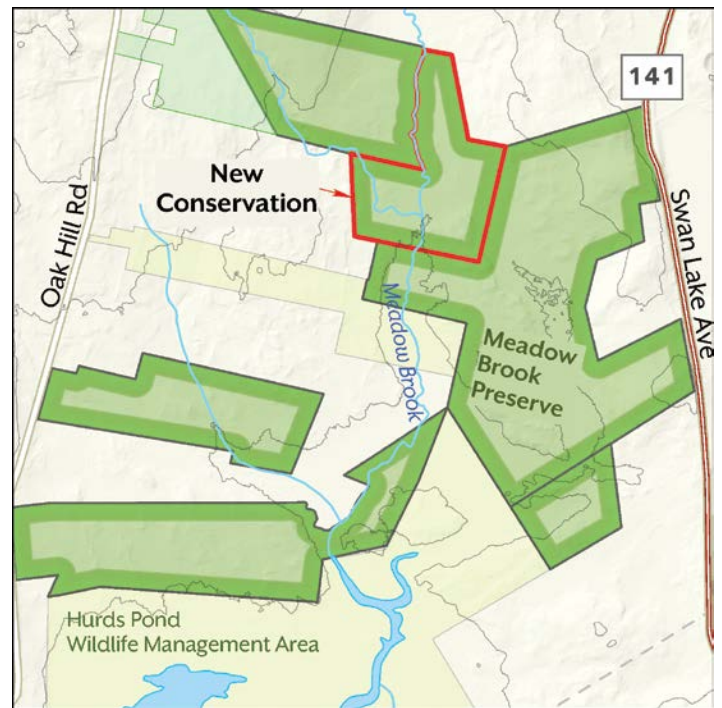 141
New
Conservation
Oak Hill Rd
Swan Lake Ave
Meadow Brook
Meadow
Brook
Preserve
Hurds Pond
Wildlife Management Area